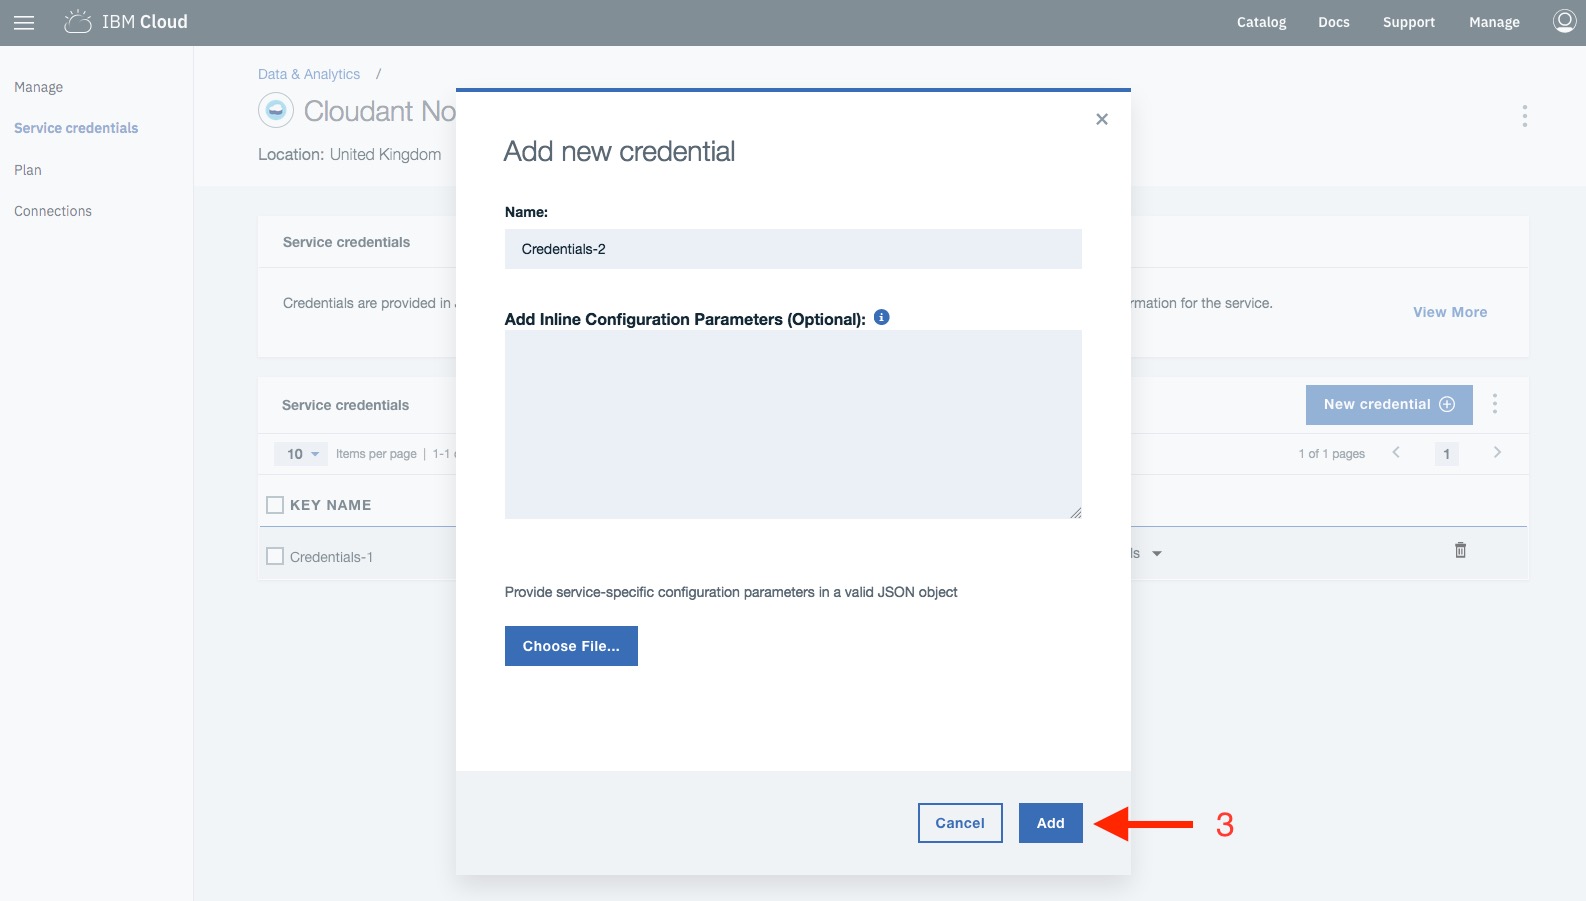 IBM Cloud
Catalog
Docs
Support
Manage
Manage
Service credentials
Plan
Connections
Data & Analytics /
Cloudant No
Location: United Kingdom
Service credentials
Credentials are provided in
rmation for the service.
View More
Service credentials
New credential
10
Items per page | 1-1
1 of 1 pages
1
KEY NAME
Credentials-1
ls
Add new credential
Name:
Credentials-2
Add Inline Configuration Parameters (Optional):
Provide service-specific configuration parameters in a valid JSON object
Choose File...
Cancel
Add
3